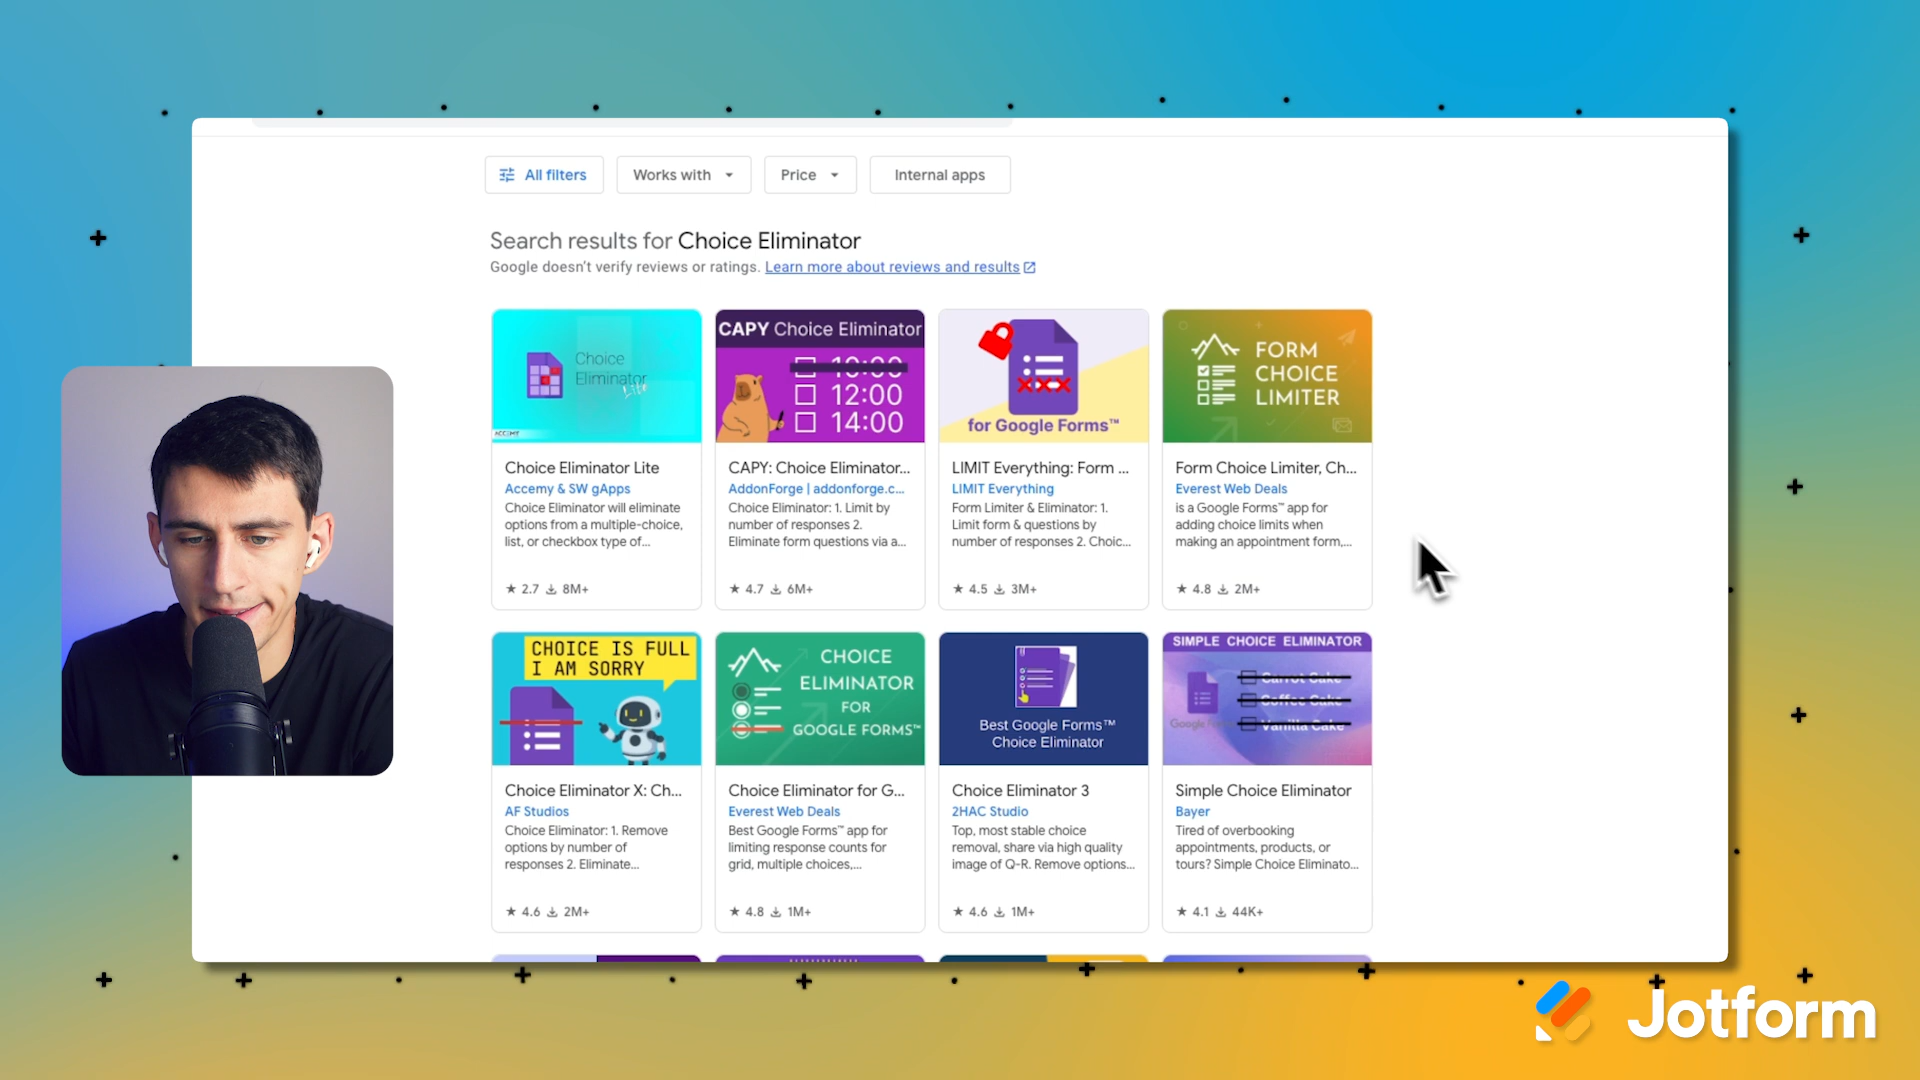 All filters
Works with
Price
Internal apps
Search results for Choice Eliminator
Google doesn't verify reviews or ratings. Learn more about reviews and results
Choice
Eliminator
Lite
ACCEMY
CAPY Choice Eliminator
10:00
12:00
14:00
for Google Forms™
FORM
CHOICE
LIMITER
Choice Eliminator Lite
Accemy & SW gApps
Choice Eliminator will eliminate
options from a multiple-choice,
list, or checkbox type of...
2.7 8M+
CAPY: Choice Eliminator...
AddonForge | addonforge.c...
Choice Eliminator: 1. Limit by
number of responses 2.
Eliminate form questions via a...
4.7 6M+
LIMIT Everything: Form ...
LIMIT Everything
Form Limiter & Eliminator: 1.
Limit form & questions by
number of responses 2. Choic...
4.5 3M+
Form Choice Limiter, Ch...
Everest Web Deals
is a Google Forms™ app for
adding choice limits when
making an appointment form,...
4.8 2M+
CHOICE IS FULL
I AM SORRY
CHOICE
ELIMINATOR
FOR
GOOGLE FORMS™
Best Google Forms™
Choice Eliminator
SIMPLE CHOICE ELIMINATOR
Carrot Cake
Coffee Cake
Vanilla Cake
Choice Eliminator X: Ch...
AF Studios
Choice Eliminator: 1. Remove
options by number of
responses 2. Eliminate...
4.6 2M+
Choice Eliminator for G...
Everest Web Deals
Best Google Forms™ app for
limiting response counts for
grid, multiple choices,...
4.8 1M+
Choice Eliminator 3
2HAC Studio
Top, most stable choice
removal, share via high quality
image of Q-R. Remove options...
4.6 1M+
Simple Choice Eliminator
Bayer
Tired of overbooking
appointments, products, or
tours? Simple Choice Eliminato...
4.1 44K+
Jotform